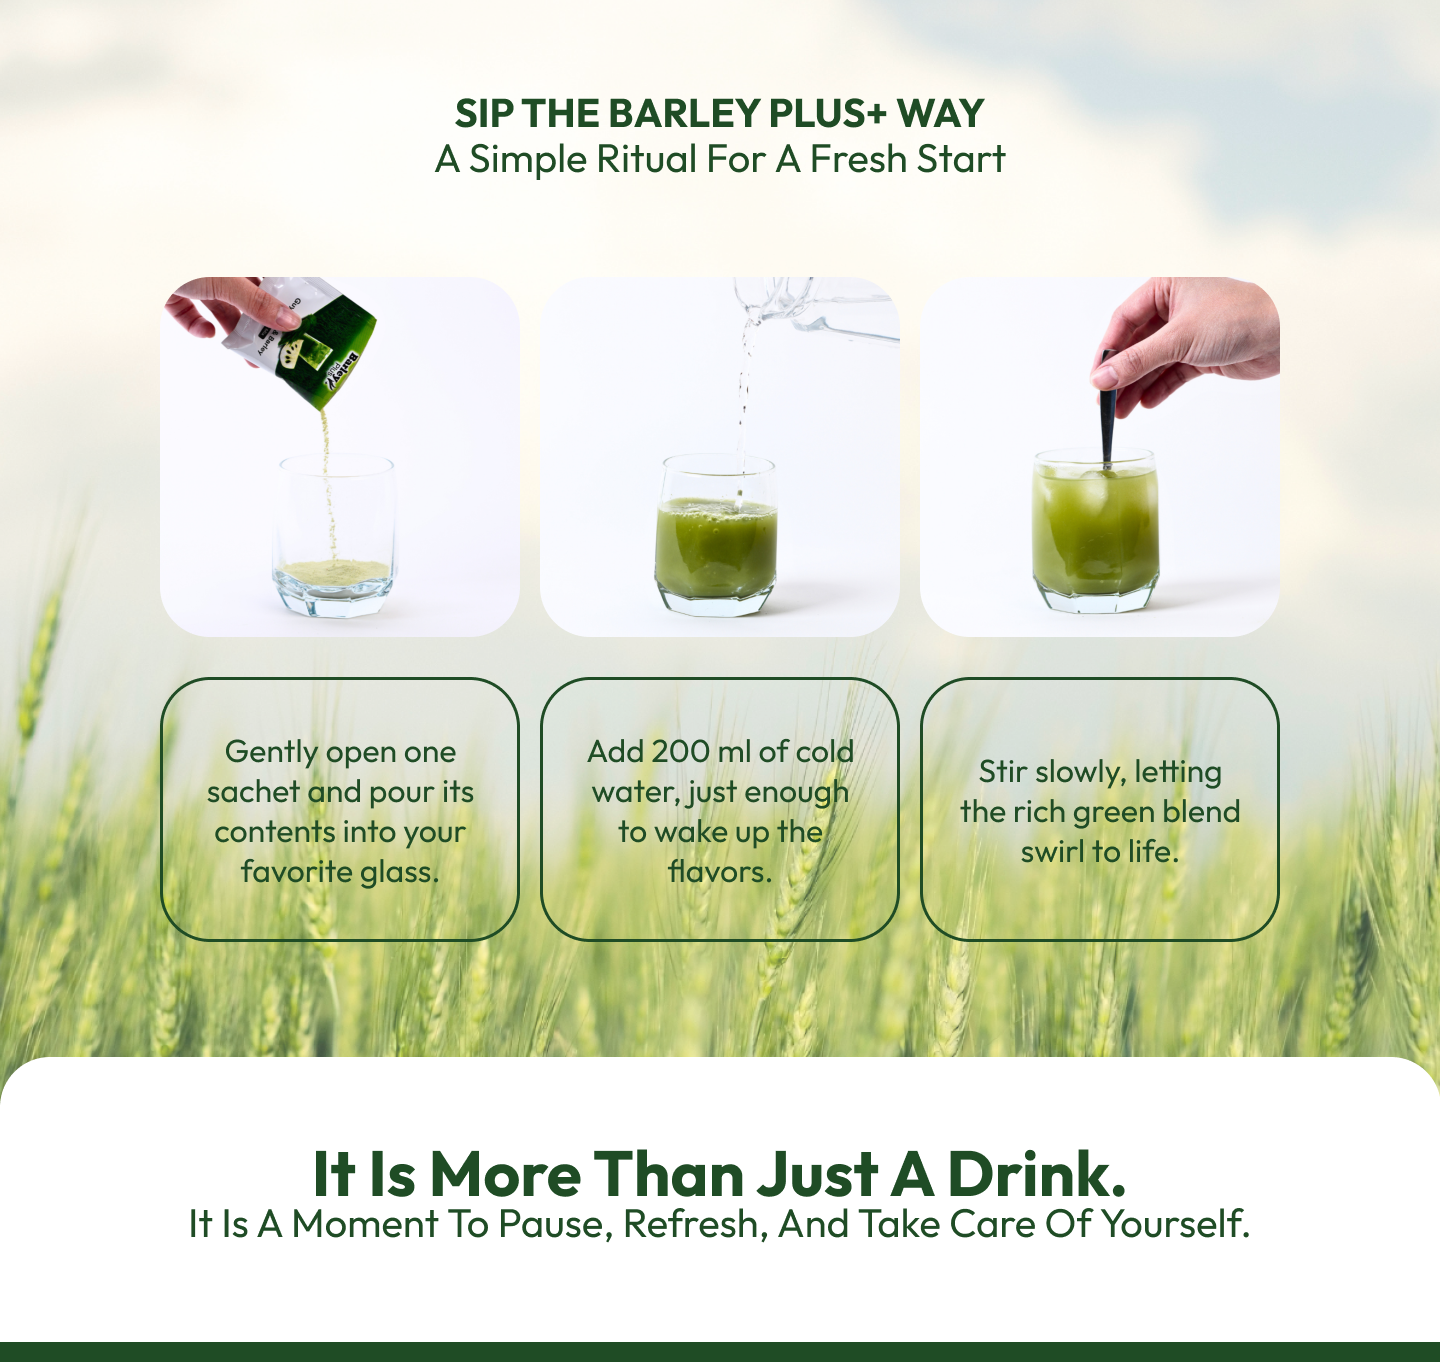 SIP THE BARLEY PLUS+ WAY
A Simple Ritual For A Fresh Start
Barley
Plus
& Barley
Gently open one
sachet and pour its
contents into your
favorite glass.
Add 200 ml of cold
water, just enough
to wake up the
flavors.
Stir slowly, letting
the rich green blend
swirl to life.
It Is More Than Just A Drink.
It Is A Moment To Pause, Refresh, And Take Care Of Yourself.